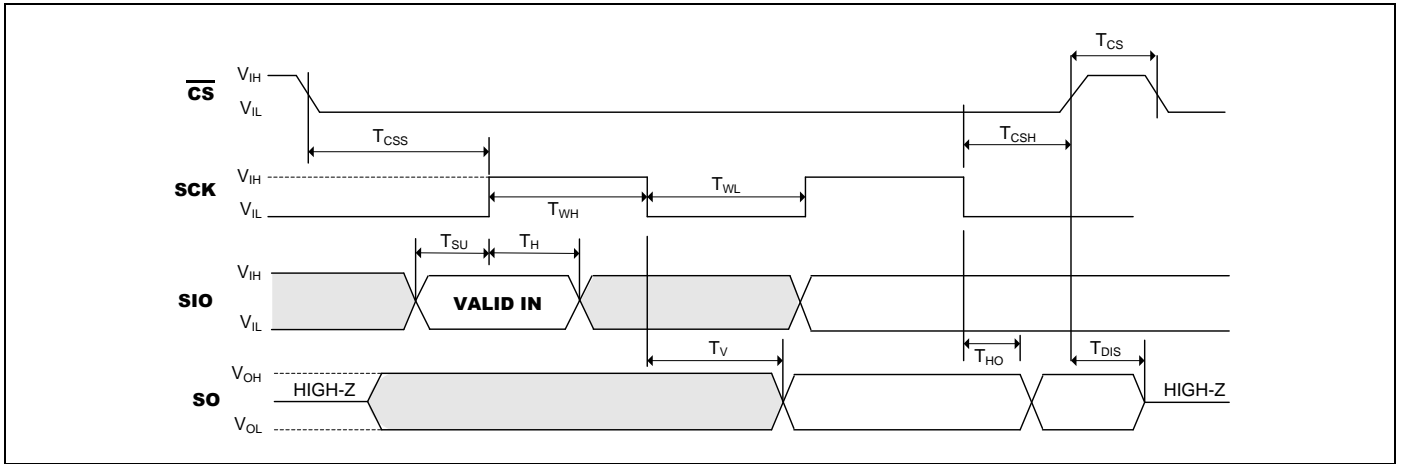 T_CS
V_IH
CS
V_IL
T_CSS
T_CSH
V_IH
SCK
T_WL
V_IL
T_WH
T_SU
T_H
V_IH
SIO
VALID IN
V_IL
T_V
T_HO
T_DIS
V_OH
HIGH-Z
HIGH-Z
SO
V_OL